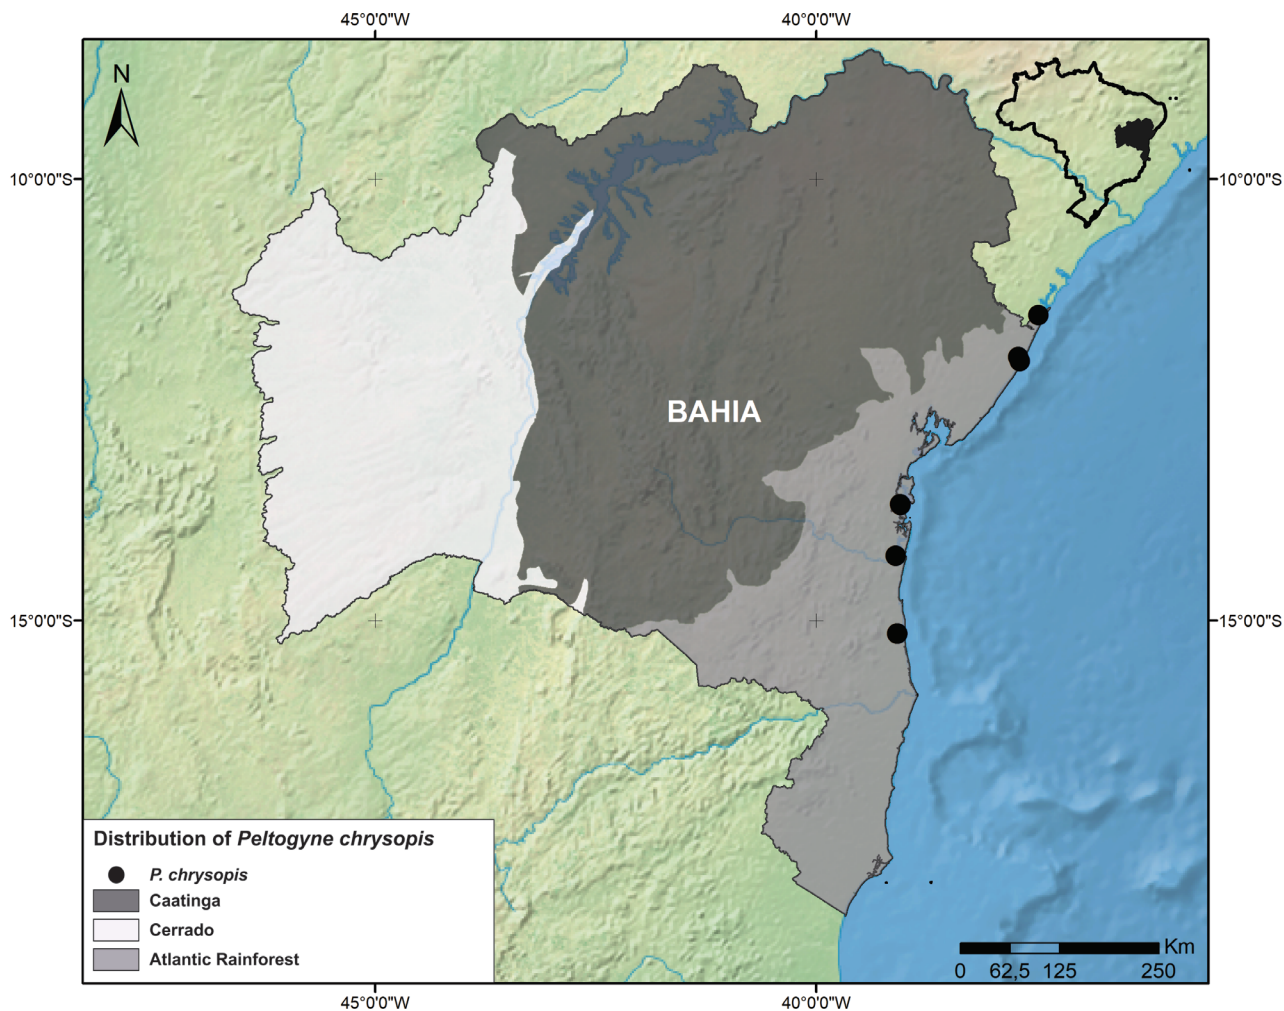 45°0'0"W 40°0'0"W
N
10°0'0"S 10°0'0"S
BAHIA
15°0'0"S 15°0'0"S
Distribution of Peltogyne chrysopis
P. chrysopis
Caatinga
Cerrado
Atlantic Rainforest
Km
0 62,5 125 250
45°0'0"W 40°0'0"W